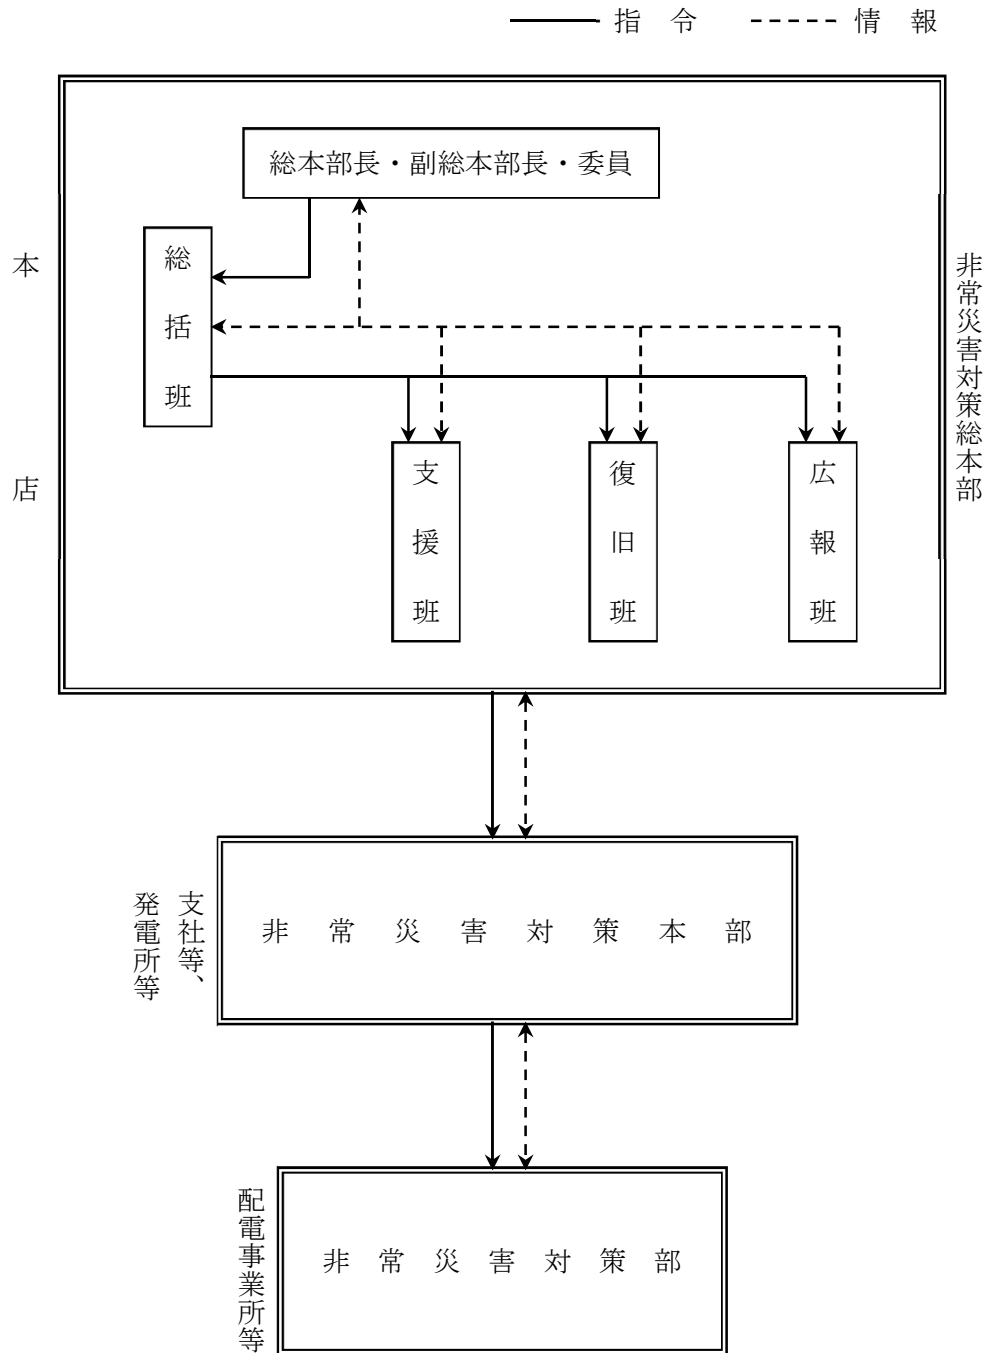 指令 情報
本店
非常災害対策総本部
総本部長・副総本部長・委員
総括班
支援班
復旧班
広報班
支社等、
発電所等
非常災害対策本部
配電事業所等
非常災害対策部